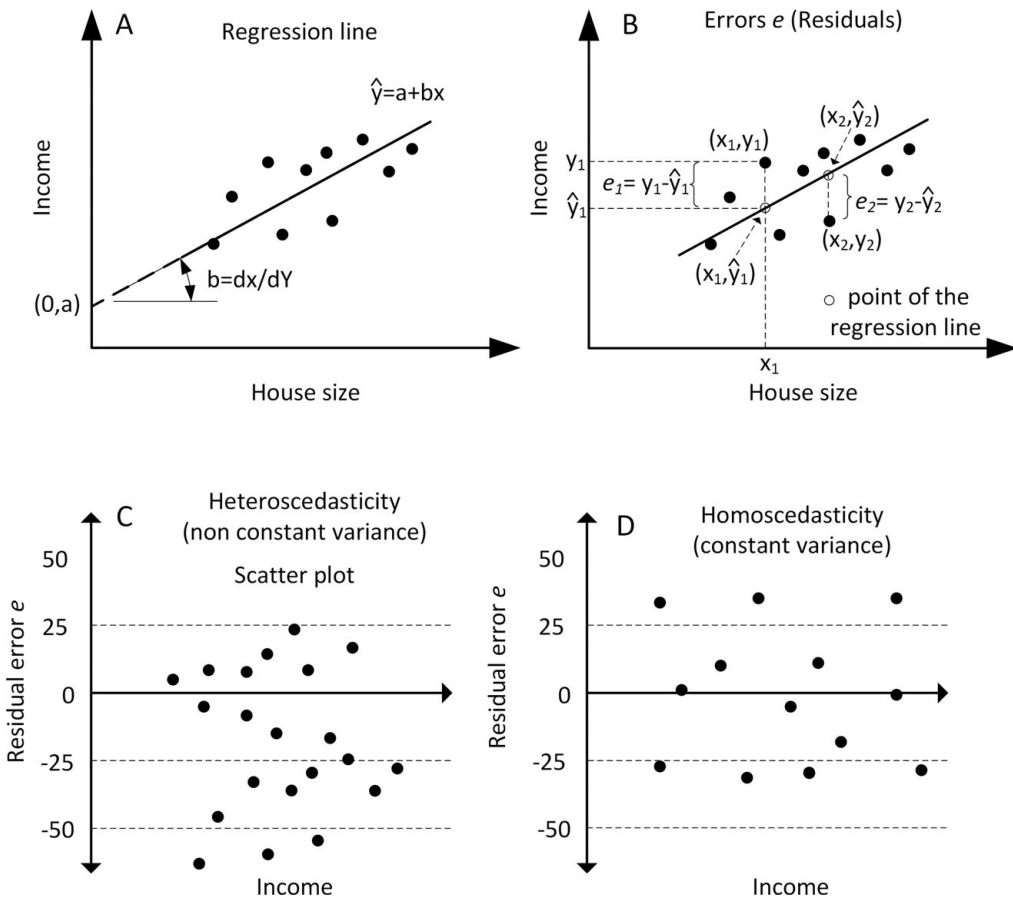 A
Regression line
ŷ=a+bx
Income
b=dx/dY
(0,a)
House size
B
Errors e (Residuals)
(x₂,ŷ₂)
(x₁,y₁)
y₁
e₁= y₁-ŷ₁
Income
ŷ₁
e₂= y₂-ŷ₂
(x₂,y₂)
(x₁,ŷ₁)
point of the
regression line
x₁
House size
C
Heteroscedasticity
(non constant variance)
Scatter plot
50
25
0
-25
-50
Residual error e
Income
D
Homoscedasticity
(constant variance)
50
25
0
-25
-50
Residual error e
Income